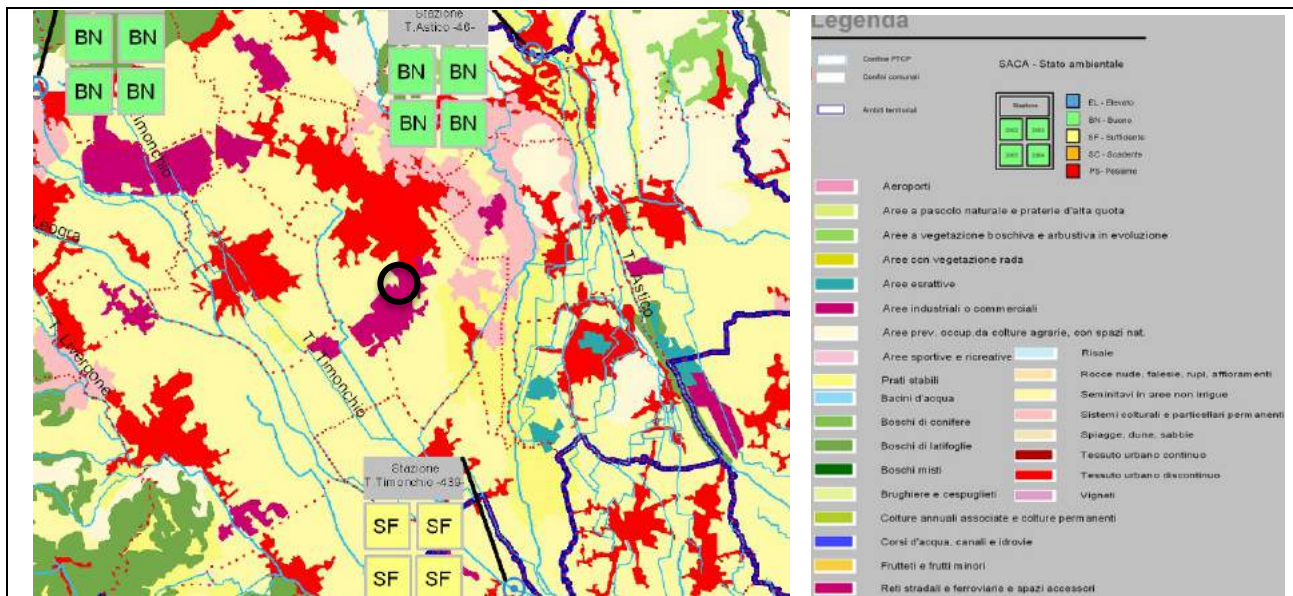 BN BN
BN BN
Stazione
T.Astico -46-
BN BN
BN BN
Timonchio
Leogra
T. Livergone
T. Timonchio
T. Astico
Stazione
T.Timonchio -439-
SF SF
SF SF
Legenda
Confine PTCP
Confini comunali
Ambiti territoriali
SACA - Stato ambientale
Stazione
EL - Elevato
BN - Buono
SF - Sufficiente
SC - Scadente
PS- Pessimo
Aeroporti
Aree a pascolo naturale e praterie d'alta quota
Aree a vegetazione boschiva e arbustiva in evoluzione
Aree con vegetazione rada
Aree esrattive
Aree industriali o commerciali
Aree prev. occup.da colture agrarie, con spazi nat.
Aree sportive e ricreative
Prati stabili
Bacini d'acqua
Boschi di conifere
Boschi di latifoglie
Boschi misti
Brughiere e cespuglieti
Colture annuali associate e colture permanenti
Corsi d'acqua, canali e idrovie
Frutteti e frutti minori
Reti stradali e ferroviarie e spazi accessori
Risaie
Rocce nude, falesie, rupi, affioramenti
Seminitavi in aree non irrigue
Sistemi colturali e particellari permanenti
Spiagge, dune, sabbie
Tessuto urbano continuo
Tessuto urbano discontinuo
Vigneti